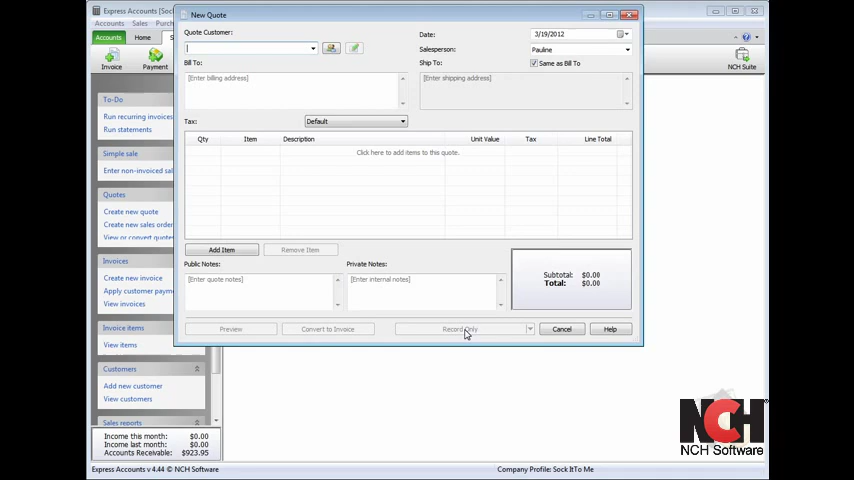 Express Accounts [Sock
New Quote
Accounts Sales
Accounts Home
Invoice Payment
NCH Suite
Quote Customer:
Date: 3/19/2012
Salesperson: Pauline
Bill To: Ship To: Same as Bill To
[Enter billing address] [Enter shipping address]
Tax: Default
Qty Item Description Unit Value Tax Line Total
Click here to add items to this quote.
Add Item Remove Item
Public Notes: Private Notes:
[Enter quote notes] [Enter internal notes]
Subtotal: $0.00
Total: $0.00
Preview Convert to Invoice Record Only Cancel Help
To-Do
Run recurring invoices
Run statements
Simple sale
Enter non-invoiced sal
Quotes
Create new quote
Create new sales order
View or convert quotes
Invoices
Create new invoice
Apply customer paym
View invoices
Invoice items
View items
Customers
Add new customer
View customers
Sales reports
Income this month: $0.00
Income last month: $0.00
Accounts Receivable: $923.95
NCH
NCH Software
Express Accounts v 4.44 © NCH Software Company Profile: Sock ItTo Me